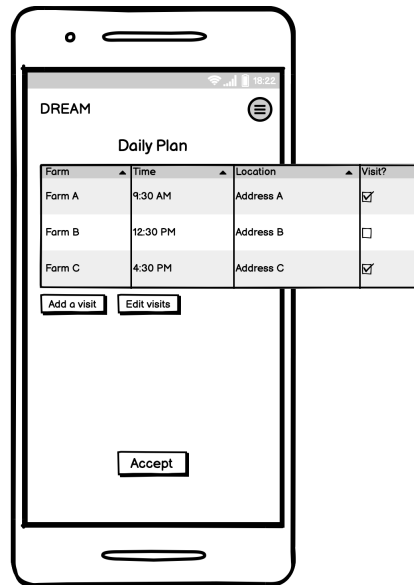 18:22
DREAM
Daily Plan
Farm Time Location Visit?
Farm A 9:30 AM Address A
Farm B 12:30 PM Address B
Farm C 4:30 PM Address C
Add a visit Edit visits
Accept